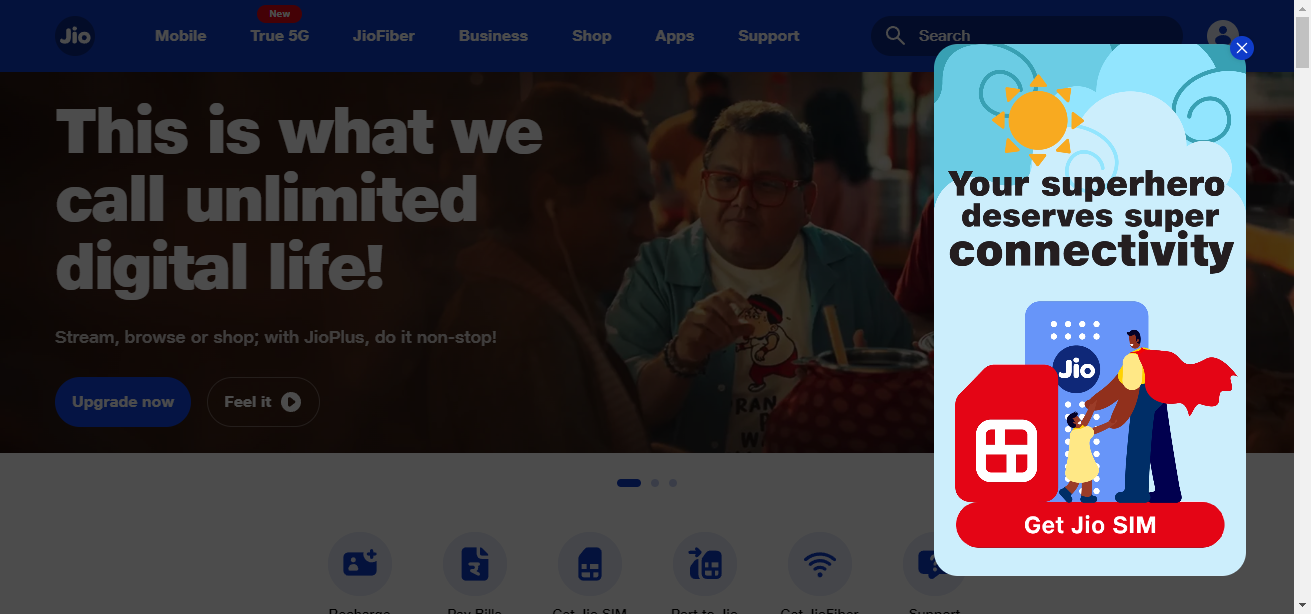 Jio
Mobile
New
True 5G
JioFiber
Business
Shop
Apps
Support
Search
This is what we
call unlimited
digital life!
Stream, browse or shop; with JioPlus, do it non-stop!
Upgrade now
Feel it
Your superhero
deserves super
connectivity
Jio
Get Jio SIM
Recharge
Pay Bills
Get Jio SIM
Port to Jio
Get JioFiber
Support